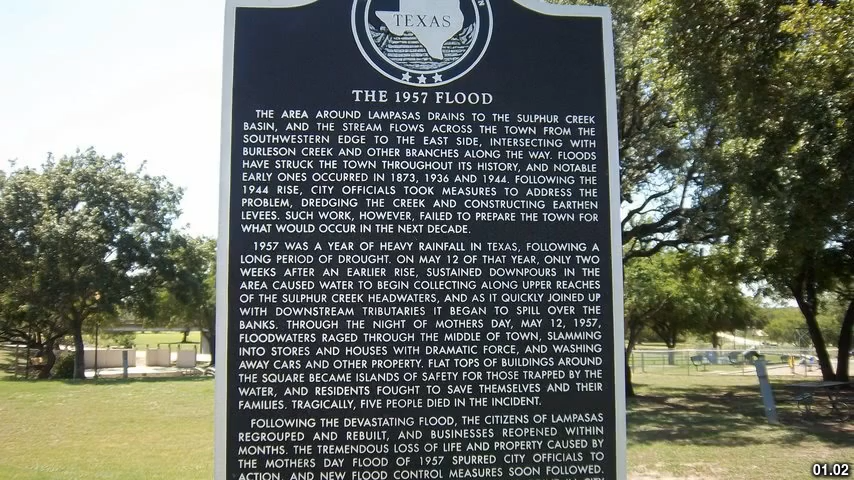 TEXAS
THE 1957 FLOOD
THE AREA AROUND LAMPASAS DRAINS TO THE SULPHUR CREEK
BASIN, AND THE STREAM FLOWS ACROSS THE TOWN FROM THE
SOUTHWESTERN EDGE TO THE EAST SIDE, INTERSECTING WITH
BURLESON CREEK AND OTHER BRANCHES ALONG THE WAY. FLOODS
HAVE STRUCK THE TOWN THROUGHOUT ITS HISTORY, AND NOTABLE
EARLY ONES OCCURRED IN 1873, 1936 AND 1944. FOLLOWING THE
1944 RISE, CITY OFFICIALS TOOK MEASURES TO ADDRESS THE
PROBLEM, DREDGING THE CREEK AND CONSTRUCTING EARTHEN
LEVEES. SUCH WORK, HOWEVER, FAILED TO PREPARE THE TOWN FOR
WHAT WOULD OCCUR IN THE NEXT DECADE.
1957 WAS A YEAR OF HEAVY RAINFALL IN TEXAS, FOLLOWING A
LONG PERIOD OF DROUGHT. ON MAY 12 OF THAT YEAR, ONLY TWO
WEEKS AFTER AN EARLIER RISE, SUSTAINED DOWNPOURS IN THE
AREA CAUSED WATER TO BEGIN COLLECTING ALONG UPPER REACHES
OF THE SULPHUR CREEK HEADWATERS, AND AS IT QUICKLY JOINED UP
WITH DOWNSTREAM TRIBUTARIES IT BEGAN TO SPILL OVER THE
BANKS. THROUGH THE NIGHT OF MOTHERS DAY, MAY 12, 1957,
FLOODWATERS RAGED THROUGH THE MIDDLE OF TOWN, SLAMMING
INTO STORES AND HOUSES WITH DRAMATIC FORCE, AND WASHING
AWAY CARS AND OTHER PROPERTY. FLAT TOPS OF BUILDINGS AROUND
THE SQUARE BECAME ISLANDS OF SAFETY FOR THOSE TRAPPED BY THE
WATER, AND RESIDENTS FOUGHT TO SAVE THEMSELVES AND THEIR
FAMILIES. TRAGICALLY, FIVE PEOPLE DIED IN THE INCIDENT.
FOLLOWING THE DEVASTATING FLOOD, THE CITIZENS OF LAMPASAS
REGROUPED AND REBUILT, AND BUSINESSES REOPENED WITHIN
MONTHS. THE TREMENDOUS LOSS OF LIFE AND PROPERTY CAUSED BY
THE MOTHERS DAY FLOOD OF 1957 SPURRED CITY OFFICIALS TO
ACTION, AND NEW FLOOD CONTROL MEASURES SOON FOLLOWED.
01.02